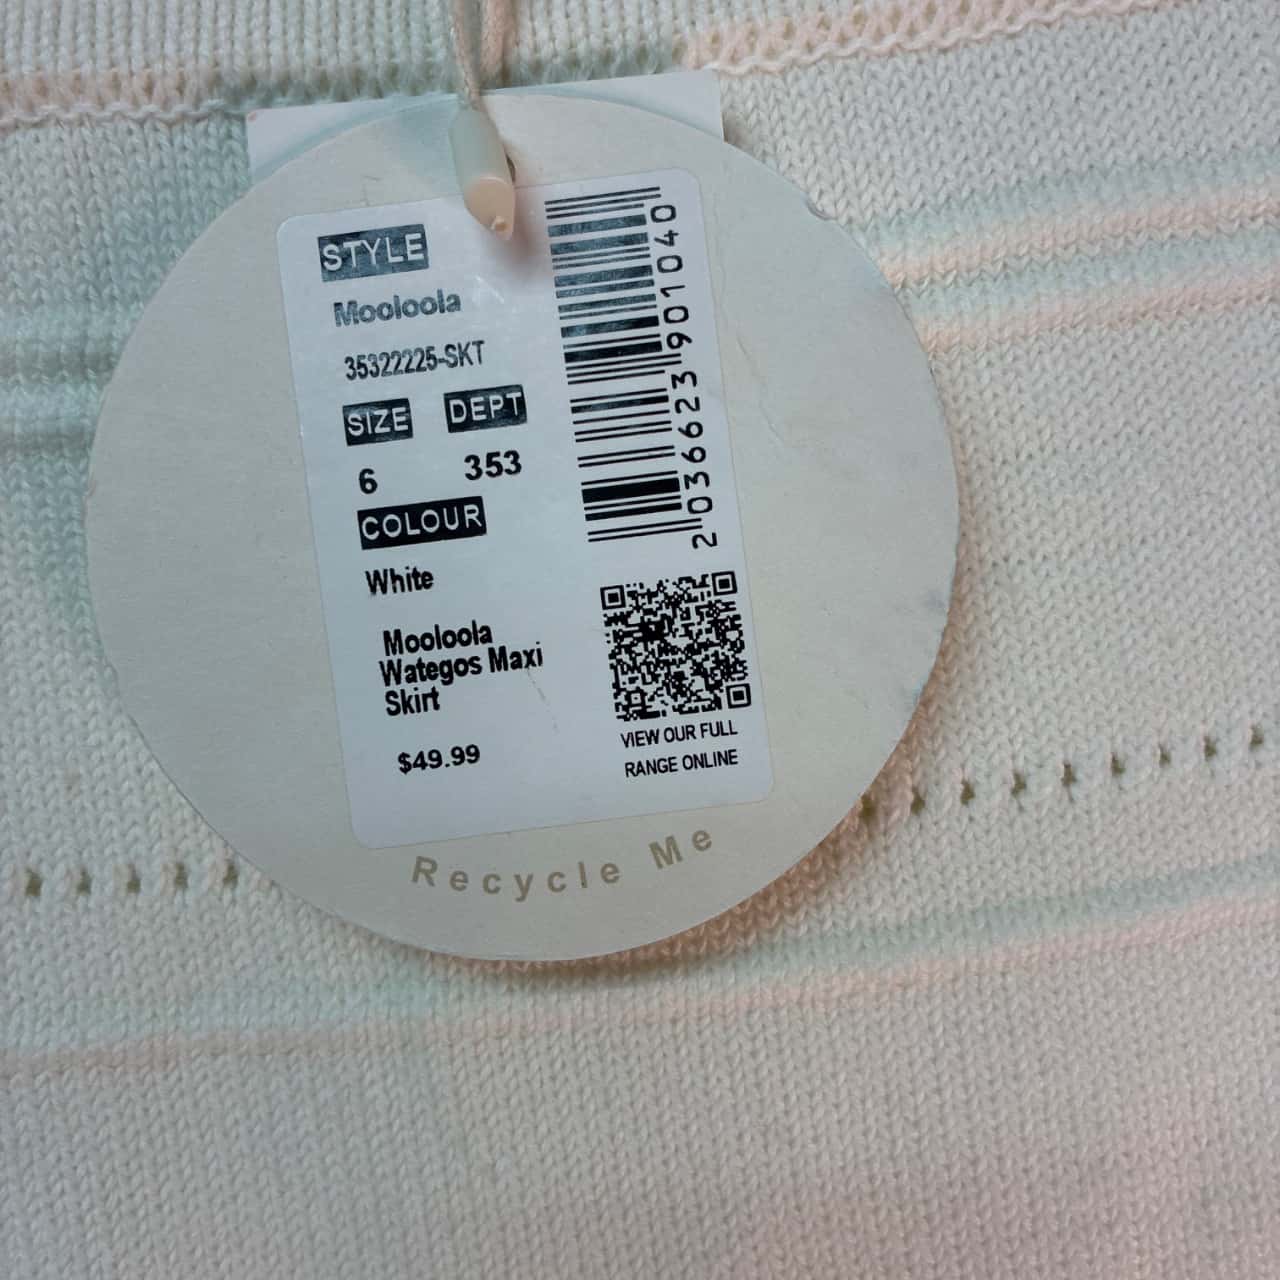 STYLE
Mooloola
35322225-SKT
SIZE DEPT
6 353
COLOUR
White
Mooloola
Wategos Maxi
Skirt
$49.99
2036623901040
VIEW OUR FULL
RANGE ONLINE
Recycle Me